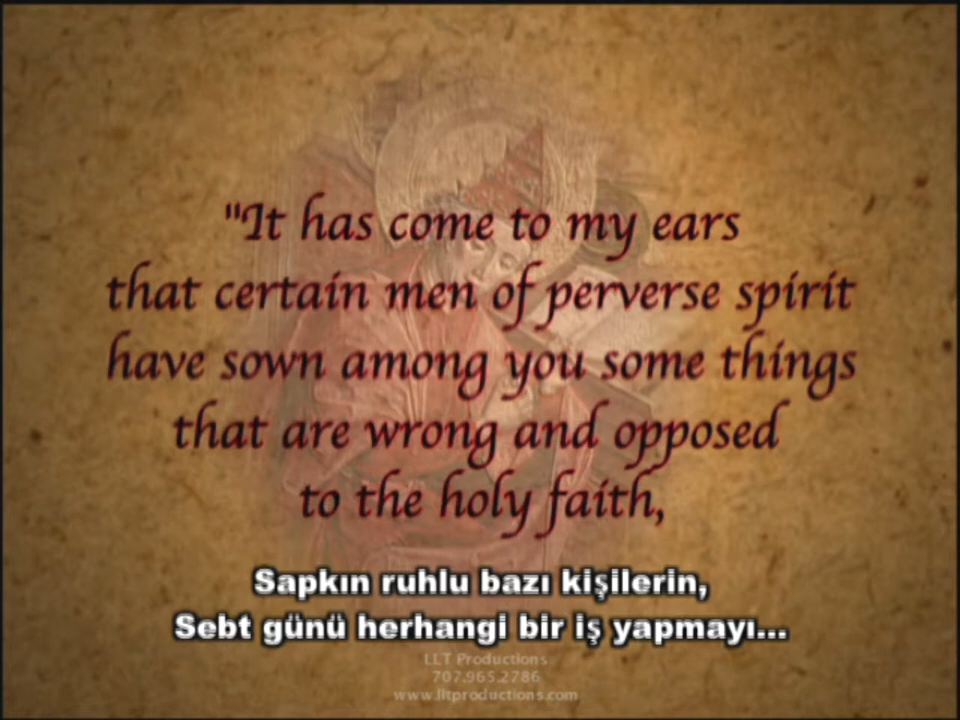 "It has come to my ears
that certain men of perverse spirit
have sown among you some things
that are wrong and opposed
to the holy faith,
Sapkın ruhlu bazı kişilerin,
Sebt günü herhangi bir iş yapmayı...
LLT Productions
707.965.2786
www.lltproductions.com